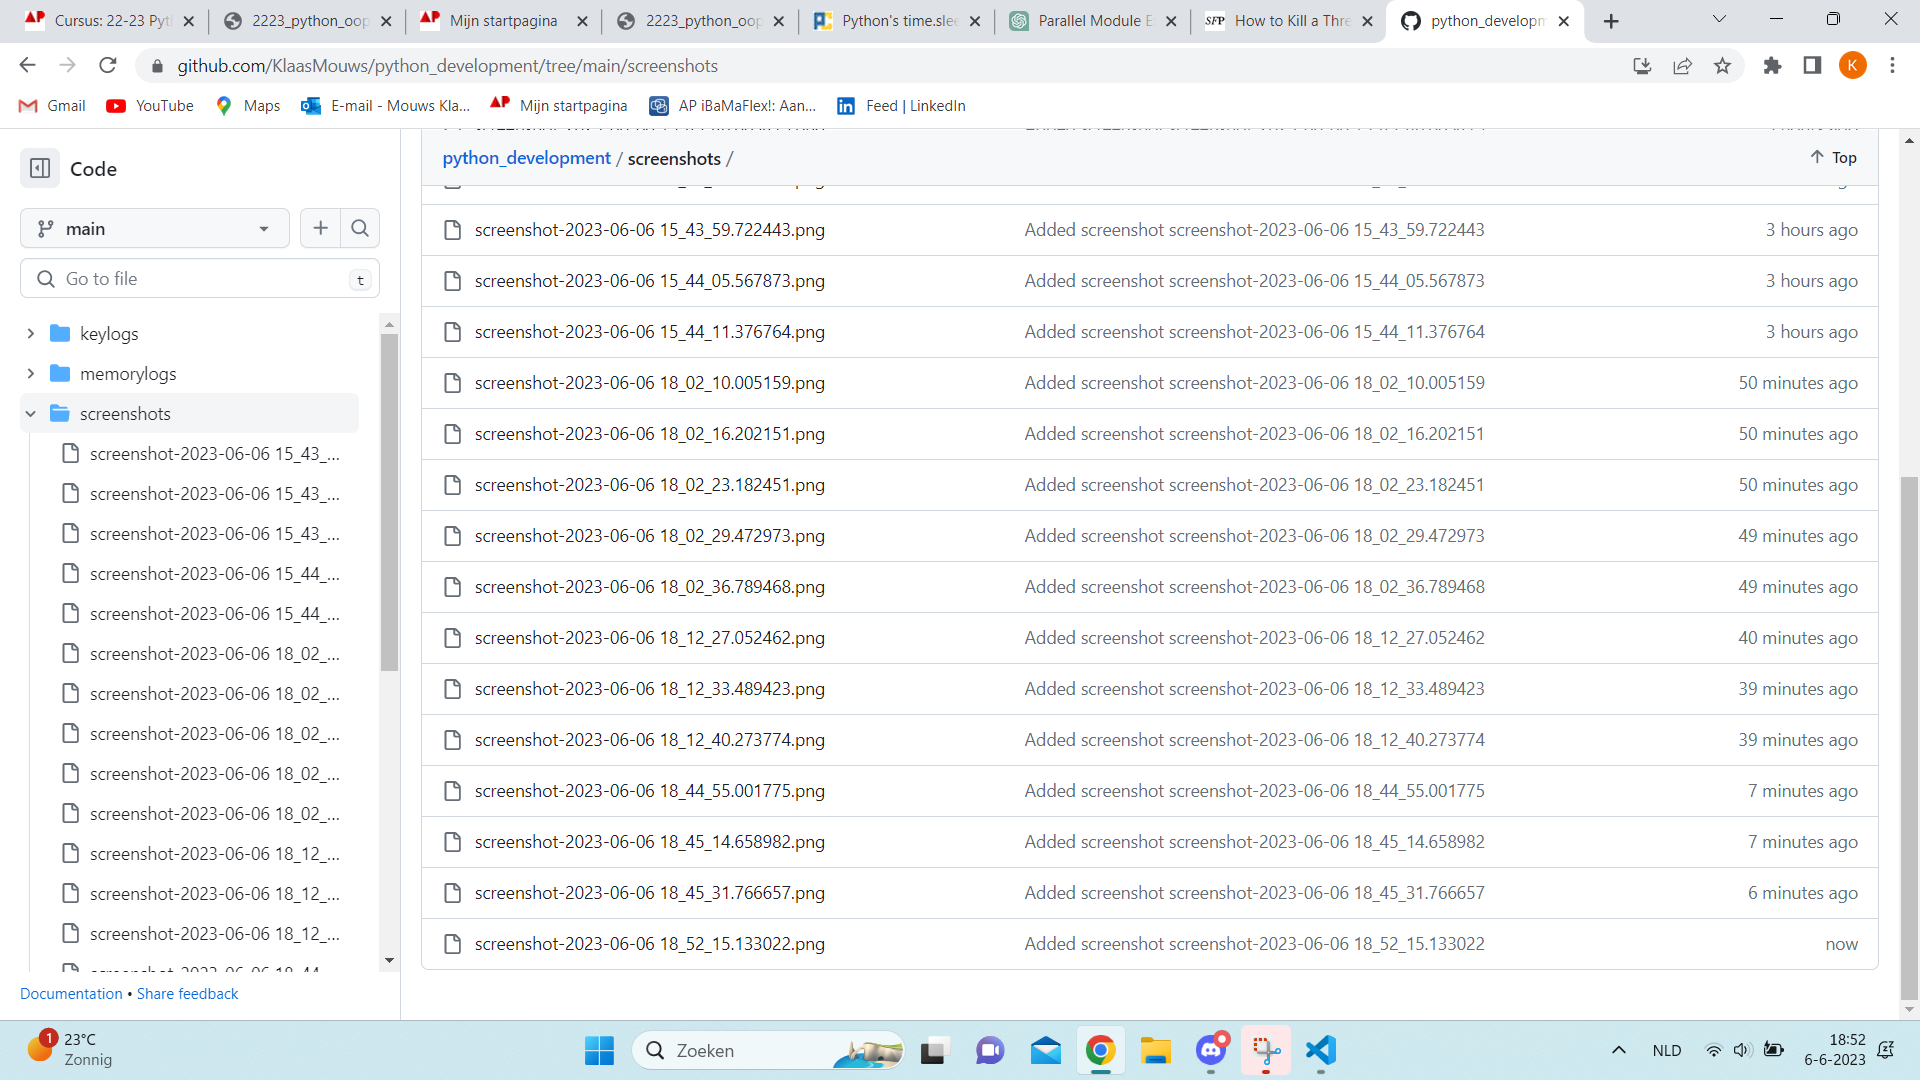 Cursus: 22-23 Pyth
2223_python_oop
Mijn startpagina
2223_python_oop
Python's time.slee
Parallel Module E
How to Kill a Thre
python_developm
github.com/KlaasMouws/python_development/tree/main/screenshots
K
Gmail
YouTube
Maps
E-mail - Mouws Kla...
Mijn startpagina
AP iBaMaFlex!: Aan...
Feed | LinkedIn
Code
main
Go to file
t
keylogs
memorylogs
screenshots
screenshot-2023-06-06 15_43_...
screenshot-2023-06-06 15_43_...
screenshot-2023-06-06 15_43_...
screenshot-2023-06-06 15_44_...
screenshot-2023-06-06 15_44_...
screenshot-2023-06-06 18_02_...
screenshot-2023-06-06 18_02_...
screenshot-2023-06-06 18_02_...
screenshot-2023-06-06 18_02_...
screenshot-2023-06-06 18_02_...
screenshot-2023-06-06 18_12_...
screenshot-2023-06-06 18_12_...
screenshot-2023-06-06 18_12_...
Documentation • Share feedback
python_development / screenshots /
Top
screenshot-2023-06-06 15_43_59.722443.png Added screenshot screenshot-2023-06-06 15_43_59.722443 3 hours ago
screenshot-2023-06-06 15_44_05.567873.png Added screenshot screenshot-2023-06-06 15_44_05.567873 3 hours ago
screenshot-2023-06-06 15_44_11.376764.png Added screenshot screenshot-2023-06-06 15_44_11.376764 3 hours ago
screenshot-2023-06-06 18_02_10.005159.png Added screenshot screenshot-2023-06-06 18_02_10.005159 50 minutes ago
screenshot-2023-06-06 18_02_16.202151.png Added screenshot screenshot-2023-06-06 18_02_16.202151 50 minutes ago
screenshot-2023-06-06 18_02_23.182451.png Added screenshot screenshot-2023-06-06 18_02_23.182451 50 minutes ago
screenshot-2023-06-06 18_02_29.472973.png Added screenshot screenshot-2023-06-06 18_02_29.472973 49 minutes ago
screenshot-2023-06-06 18_02_36.789468.png Added screenshot screenshot-2023-06-06 18_02_36.789468 49 minutes ago
screenshot-2023-06-06 18_12_27.052462.png Added screenshot screenshot-2023-06-06 18_12_27.052462 40 minutes ago
screenshot-2023-06-06 18_12_33.489423.png Added screenshot screenshot-2023-06-06 18_12_33.489423 39 minutes ago
screenshot-2023-06-06 18_12_40.273774.png Added screenshot screenshot-2023-06-06 18_12_40.273774 39 minutes ago
screenshot-2023-06-06 18_44_55.001775.png Added screenshot screenshot-2023-06-06 18_44_55.001775 7 minutes ago
screenshot-2023-06-06 18_45_14.658982.png Added screenshot screenshot-2023-06-06 18_45_14.658982 7 minutes ago
screenshot-2023-06-06 18_45_31.766657.png Added screenshot screenshot-2023-06-06 18_45_31.766657 6 minutes ago
screenshot-2023-06-06 18_52_15.133022.png Added screenshot screenshot-2023-06-06 18_52_15.133022 now
1
23°C
Zonnig
Zoeken
NLD
18:52
6-6-2023